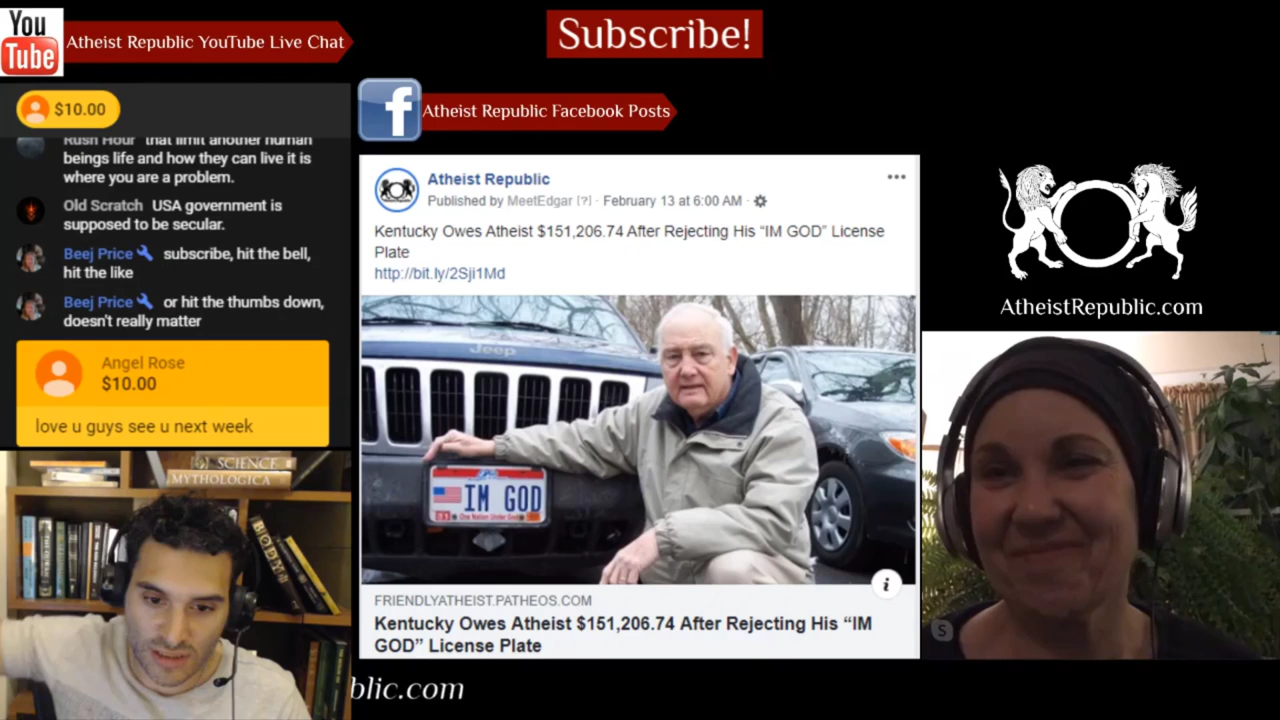 You
Tube
Atheist Republic YouTube Live Chat
$10.00
Rush Hour that limit another human
beings life and how they can live it is
where you are a problem.
Old Scratch USA government is
supposed to be secular.
Beej Price subscribe, hit the bell,
hit the like
Beej Price or hit the thumbs down,
doesn't really matter
Angel Rose
$10.00
love u guys see u next week
SCIENCE
MYTHOLOGICA
BODY
Subscribe!
f
Atheist Republic Facebook Posts
Atheist Republic
Published by MeetEdgar [?] · February 13 at 6:00 AM ·
Kentucky Owes Atheist $151,206.74 After Rejecting His “IM GOD” License
Plate
http://bit.ly/2Sji1Md
Jeep
IM GOD
One Nation Under God
i
FRIENDLYATHEIST.PATHEOS.COM
Kentucky Owes Atheist $151,206.74 After Rejecting His “IM
GOD” License Plate
blic.com
AtheistRepublic.com
S